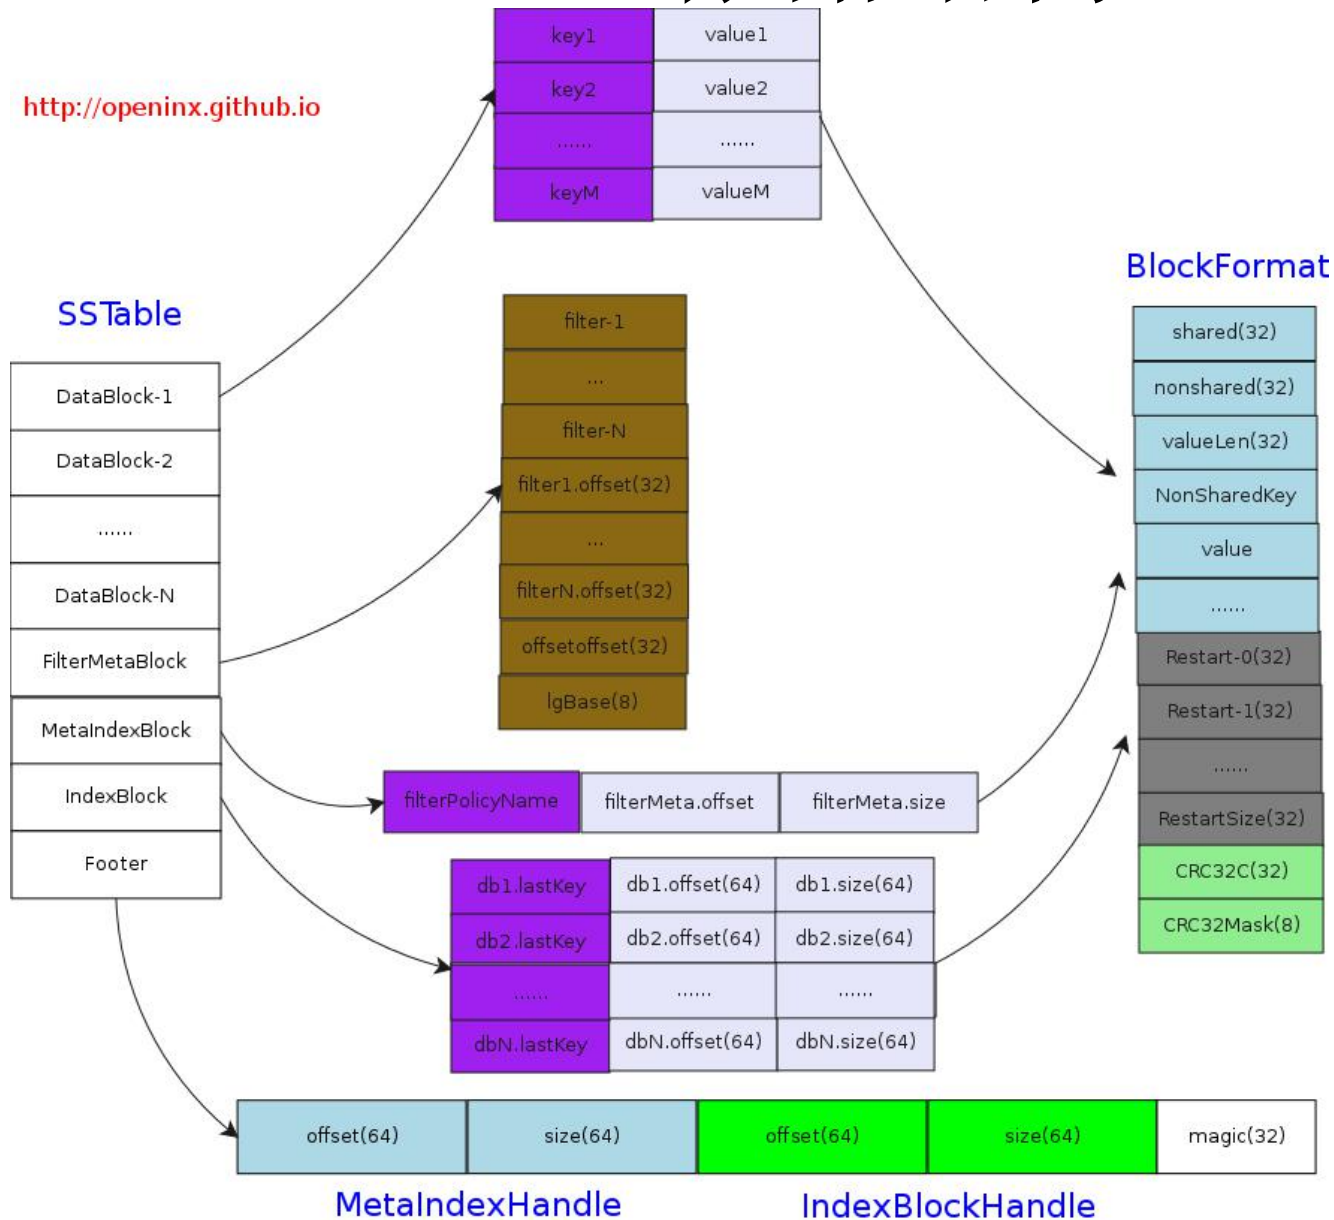 key1 value1
key2 value2
...... ......
keyM valueM
http://openinx.github.io
SSTable
DataBlock-1
DataBlock-2
......
DataBlock-N
FilterMetaBlock
MetaIndexBlock
IndexBlock
Footer
filter-1
...
filter-N
filter1.offset(32)
...
filterN.offset(32)
offsetoffset(32)
lgBase(8)
BlockFormat
shared(32)
nonshared(32)
valueLen(32)
NonSharedKey
value
......
Restart-0(32)
Restart-1(32)
......
RestartSize(32)
CRC32C(32)
CRC32Mask(8)
filterPolicyName filterMeta.offset filterMeta.size
db1.lastKey db1.offset(64) db1.size(64)
db2.lastKey db2.offset(64) db2.size(64)
...... ...... ......
dbN.lastKey dbN.offset(64) dbN.size(64)
offset(64) size(64) offset(64) size(64) magic(32)
MetaIndexHandle IndexBlockHandle